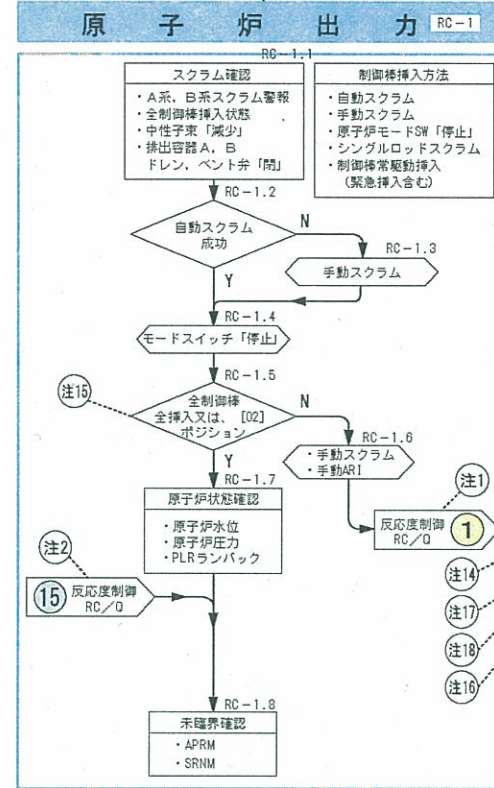 原子炉出力 RC-1
RC-1.1
スクラム確認
・A系，B系スクラム警報
・全制御棒挿入状態
・中性子束「減少」
・排出容器A，B
ドレン，ベント弁「閉」
制御棒挿入方法
・自動スクラム
・手動スクラム
・原子炉モードSW「停止」
・シングルロッドスクラム
・制御棒常駆動挿入
(緊急挿入含む)
RC-1.2
自動スクラム
成功
N
Y
RC-1.3
手動スクラム
RC-1.4
モードスイッチ「停止」
RC-1.5
注15
全制御棒
全挿入又は、[02]
ポジション
N
Y
RC-1.6
・手動スクラム
・手動ARI
RC-1.7
原子炉状態確認
・原子炉水位
・原子炉圧力
・PLRランバック
注1
反応度制御
RC／Q
1
注2
15
反応度制御
RC／Q
注14
注17
注18
注16
RC-1.8
未臨界確認
・APRM
・SRNM